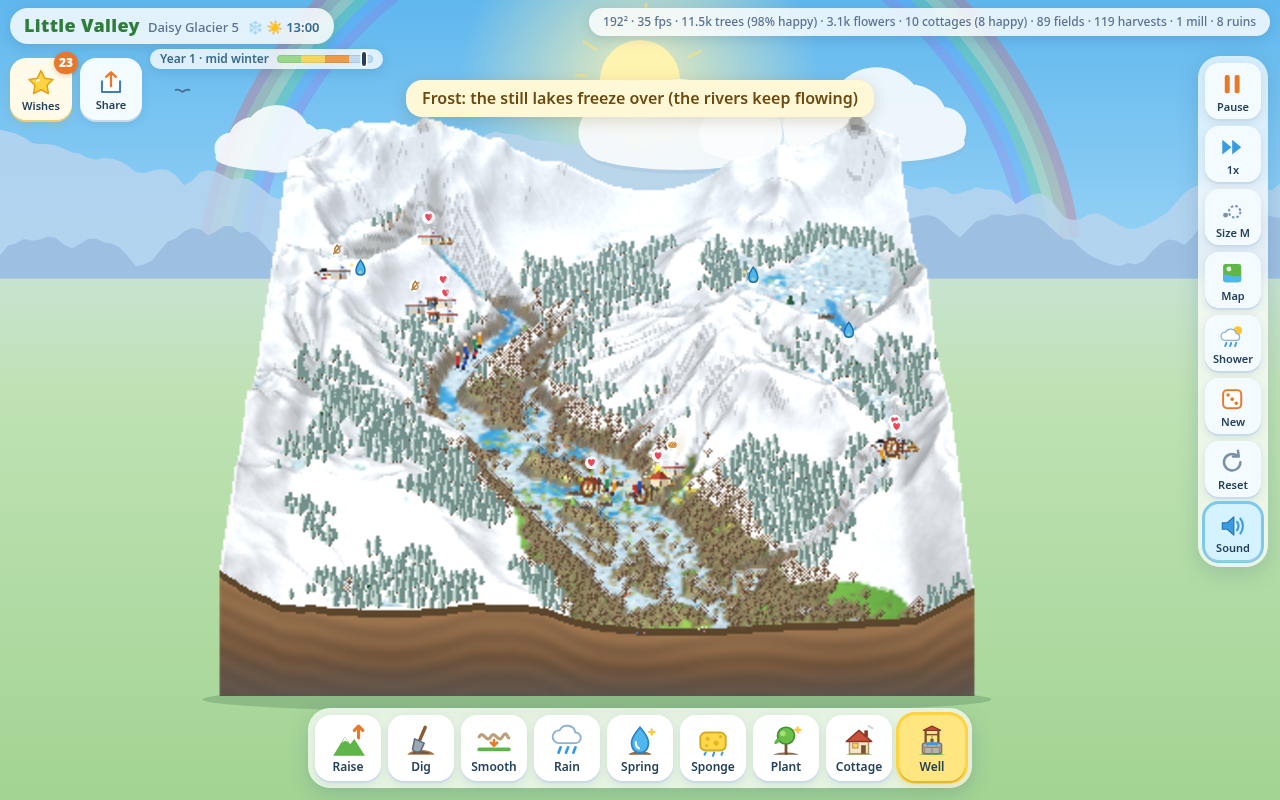 Little Valley Daisy Glacier 5 13:00
192² · 35 fps · 11.5k trees (98% happy) · 3.1k flowers · 10 cottages (8 happy) · 89 fields · 119 harvests · 1 mill · 8 ruins
Year 1 · mid winter
23
Wishes
Share
Frost: the still lakes freeze over (the rivers keep flowing)
Pause
1x
Size M
Map
Shower
New
Reset
Sound
Raise
Dig
Smooth
Rain
Spring
Sponge
Plant
Cottage
Well